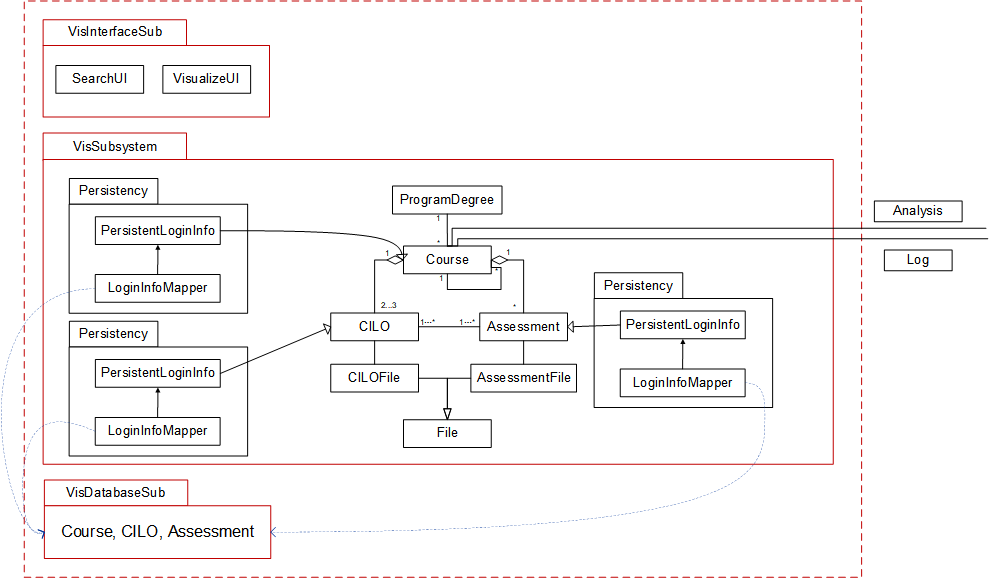 VisInterfaceSub
SearchUI
VisualizeUI
VisSubsystem
Persistency
PersistentLoginInfo
LoginInfoMapper
Persistency
PersistentLoginInfo
LoginInfoMapper
ProgramDegree
1
*
1
Course
1
1
*
2...3
*
CILO
1...*
1...*
Assessment
CILOFile
AssessmentFile
File
Persistency
PersistentLoginInfo
LoginInfoMapper
Analysis
Log
VisDatabaseSub
Course, CILO, Assessment